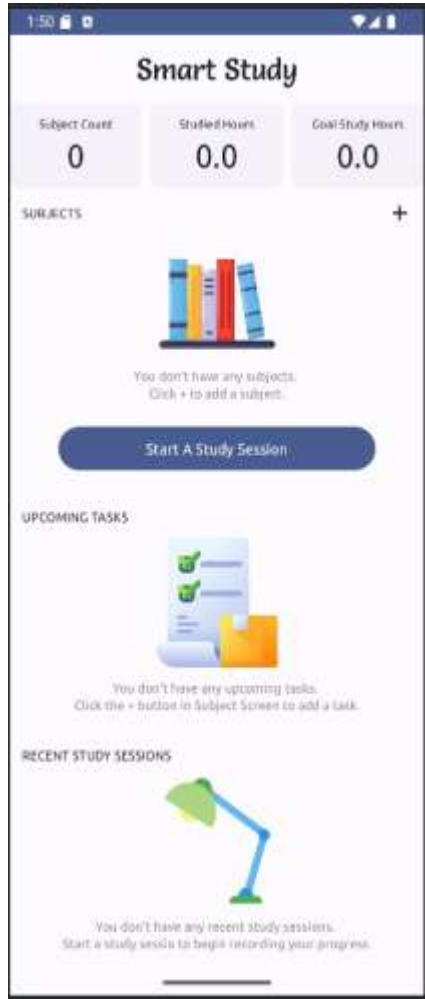 1:50
Smart Study
Subject Count
Studied Hours
Goal Study Hours
0
0.0
0.0
SUBJECTS
+
You don't have any subjects.
Click + to add a subject.
Start A Study Session
UPCOMING TASKS
You don't have any upcoming tasks.
Click the + button in Subject Screen to add a task.
RECENT STUDY SESSIONS
You don't have any recent study sessions.
Start a study sessio to begin recording your progress.